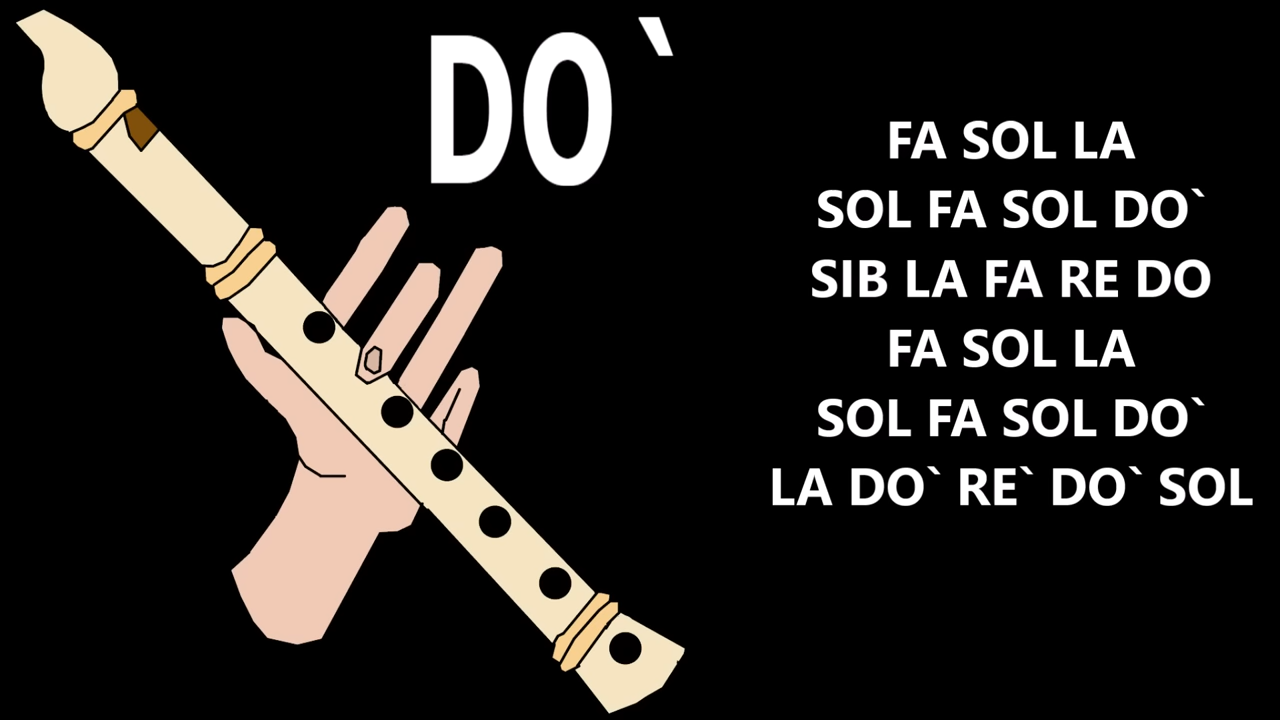 DO`
FA SOL LA
SOL FA SOL DO`
SIB LA FA RE DO
FA SOL LA
SOL FA SOL DO`
LA DO` RE` DO` SOL